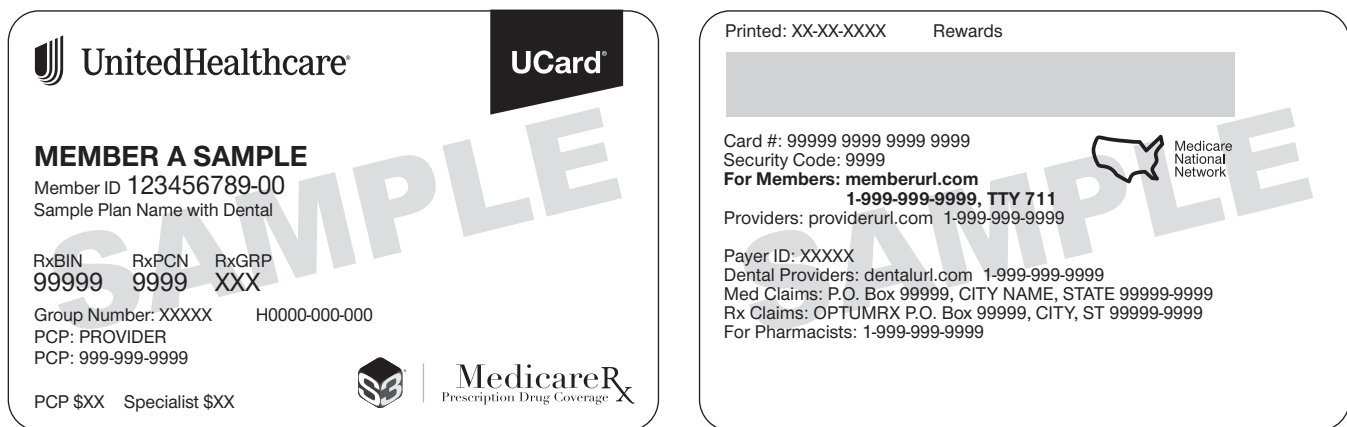 UnitedHealthcare®
UCard®
MEMBER A SAMPLE
Member ID 123456789-00
Sample Plan Name with Dental
RxBIN RxPCN RxGRP
99999 9999 XXX
Group Number: XXXXX H0000-000-000
PCP: PROVIDER
PCP: 999-999-9999
PCP $XX Specialist $XX
S3®
MedicareRx
Prescription Drug Coverage
SAMPLE
Printed: XX-XX-XXXX Rewards
Card #: 99999 9999 9999 9999
Security Code: 9999
For Members: memberurl.com
1-999-999-9999, TTY 711
Providers: providerurl.com 1-999-999-9999
Medicare
National
Network
Payer ID: XXXXX
Dental Providers: dentalurl.com 1-999-999-9999
Med Claims: P.O. Box 99999, CITY NAME, STATE 99999-9999
Rx Claims: OPTUMRX P.O. Box 99999, CITY, ST 99999-9999
For Pharmacists: 1-999-999-9999
SAMPLE